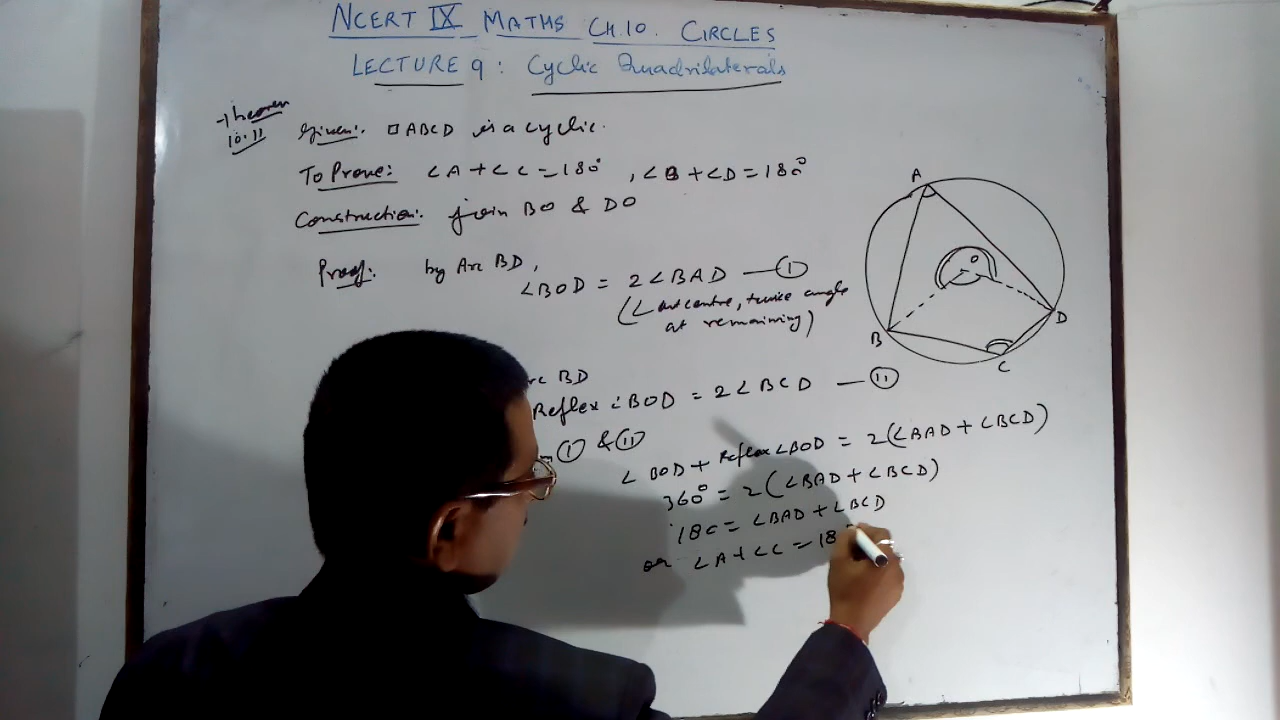 NCERT IX MATHS CH.10. CIRCLES
LECTURE 9: Cyclic Quadrilaterals
Theorem
10.11
Given:. □ABCD is a cyclic.
To Prove: ∠A+∠C=180° , ∠B+∠D=180°
Construction:. join BO & DO
Proof: by Arc BD,
∠BOD = 2∠BAD —(I)
(∠ at centre, twice angle
at remaining)
BD
Reflex ∠BOD = 2∠BCD —(II)
(I) & (II)
∠BOD + Reflex∠BOD = 2(∠BAD+∠BCD)
360° = 2(∠BAD+∠BCD)
180 = ∠BAD+∠BCD
or ∠A+∠C=18
A
O
B
D
C